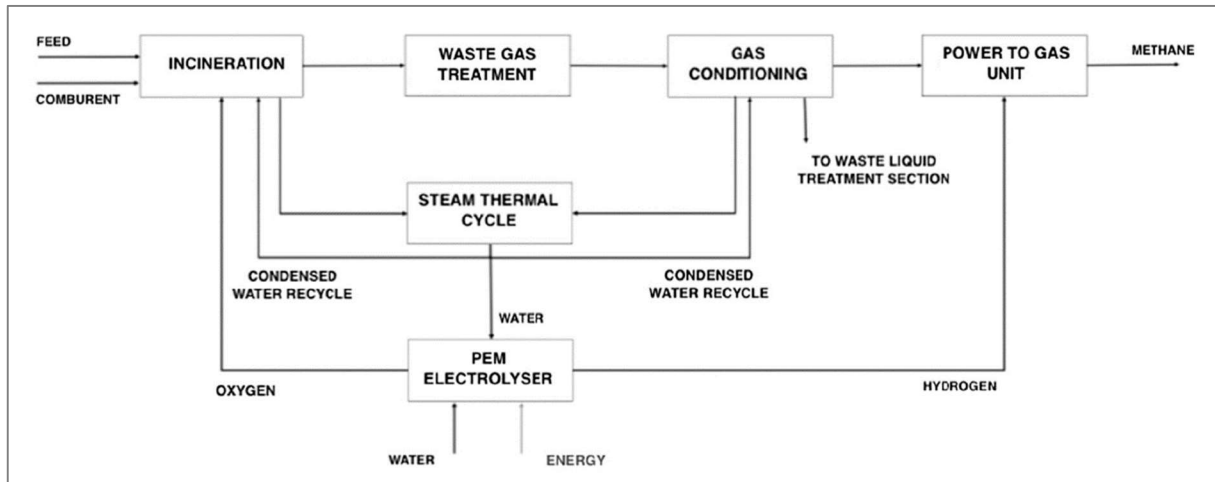 FEED
COMBURENT
INCINERATION
WASTE GAS
TREATMENT
GAS
CONDITIONING
POWER TO GAS
UNIT
METHANE
TO WASTE LIQUID
TREATMENT SECTION
STEAM THERMAL
CYCLE
CONDENSED
WATER RECYCLE
CONDENSED
WATER RECYCLE
WATER
PEM
ELECTROLYSER
OXYGEN
HYDROGEN
WATER
ENERGY